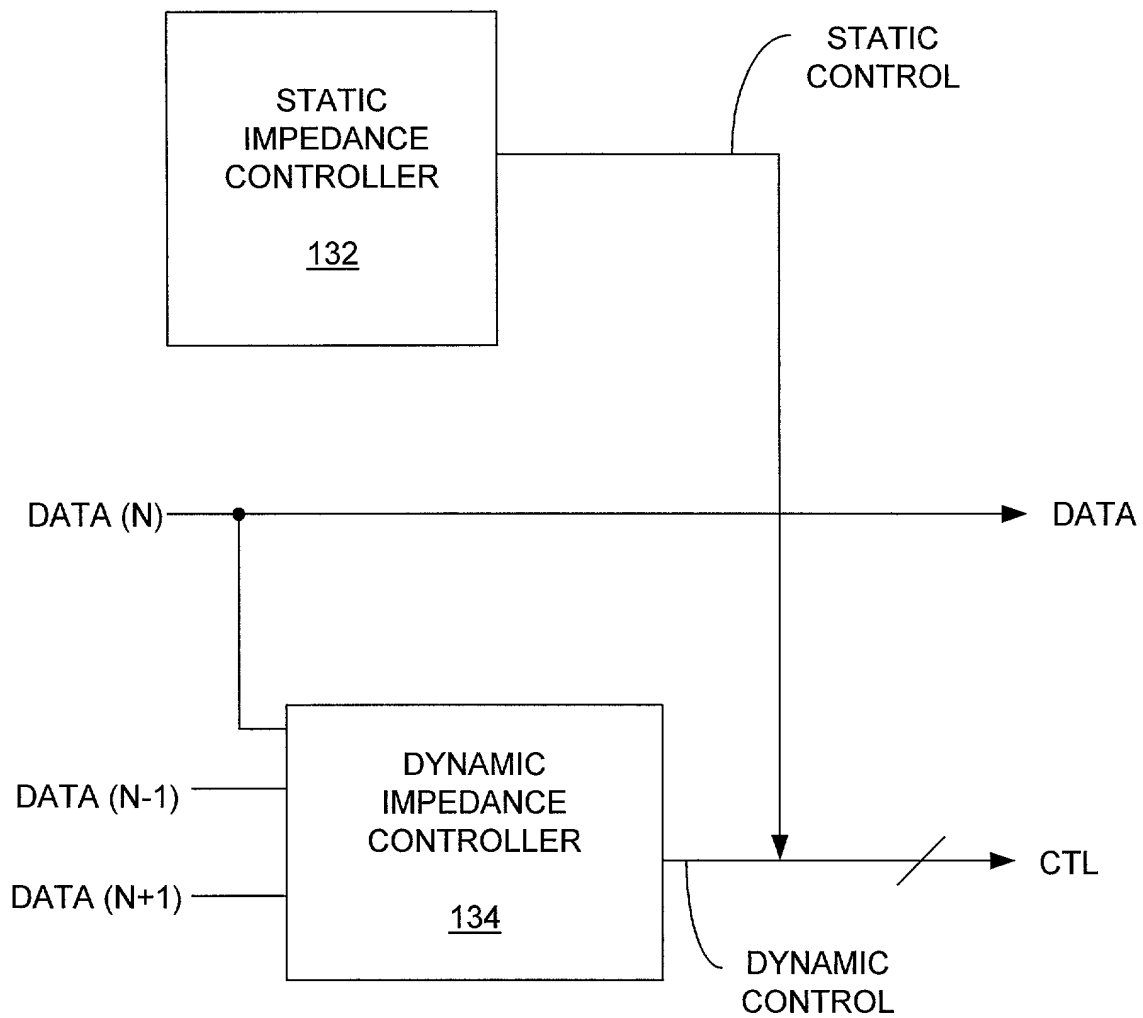 STATIC
CONTROL
STATIC
IMPEDANCE
CONTROLLER
132
DATA (N)
DATA
DYNAMIC
IMPEDANCE
CONTROLLER
134
DATA (N-1)
DATA (N+1)
CTL
DYNAMIC
CONTROL